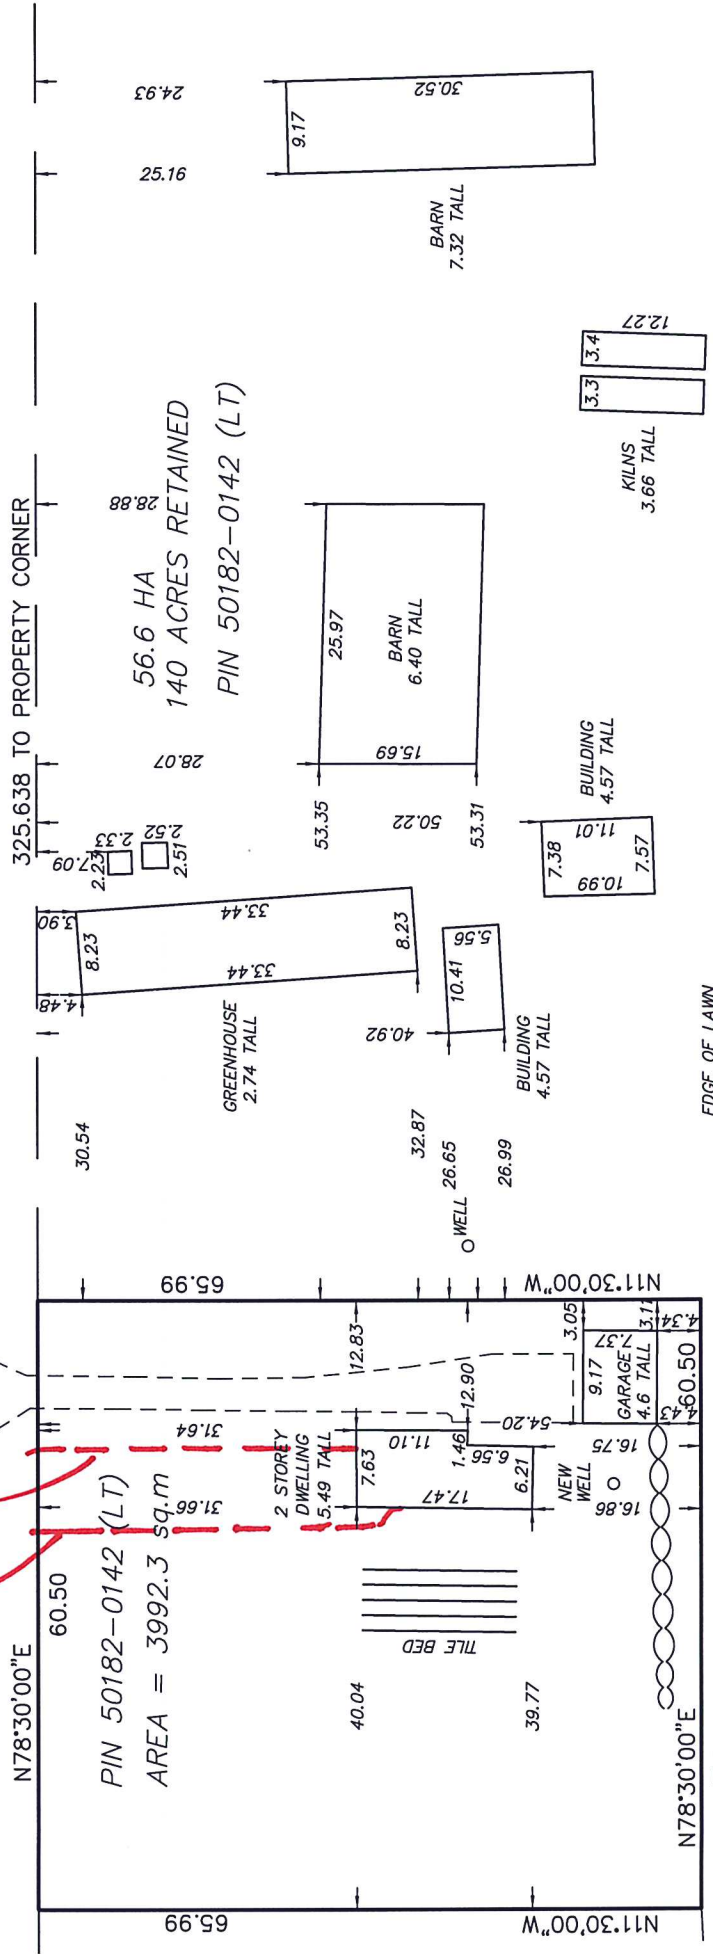 325.638 TO PROPERTY CORNER
24.93
25.91
9.17
30.52
BARN
7.32 TALL
3.3
3.4
12.27
KILNS
3.66 TALL
56.6 HA
140 ACRES RETAINED
PIN 50182-0142 (LT)
28.88
28.07
25.97
15.69
BARN
6.40 TALL
53.35
50.22
53.31
7.09
2.23
2.33
2.52
2.51
7.38
11.01
10.99
7.57
BUILDING
4.57 TALL
3.90
4.48
8.23
33.44
33.44
8.23
GREENHOUSE
2.74 TALL
40.92
10.41
5.56
BUILDING
4.57 TALL
EDGE OF LAWN
30.54
32.87
26.65
26.99
WELL
65.99
N11°30'00"W
N78°30'00"E
60.50
PIN 50182-0142 (LT)
AREA = 3992.3 sq.m
31.64
31.66
12.83
12.90
2 STOREY
DWELLING
5.49 TALL
7.63
11.10
1.46
6.56
17.47
6.21
54.20
3.05
9.17
7.37
3.11
GARAGE
4.6 TALL
4.34
4.43
60.50
16.75
16.86
NEW
WELL
TILE BED
40.04
39.77
N78°30'00"E
65.99
N11°30'00"W